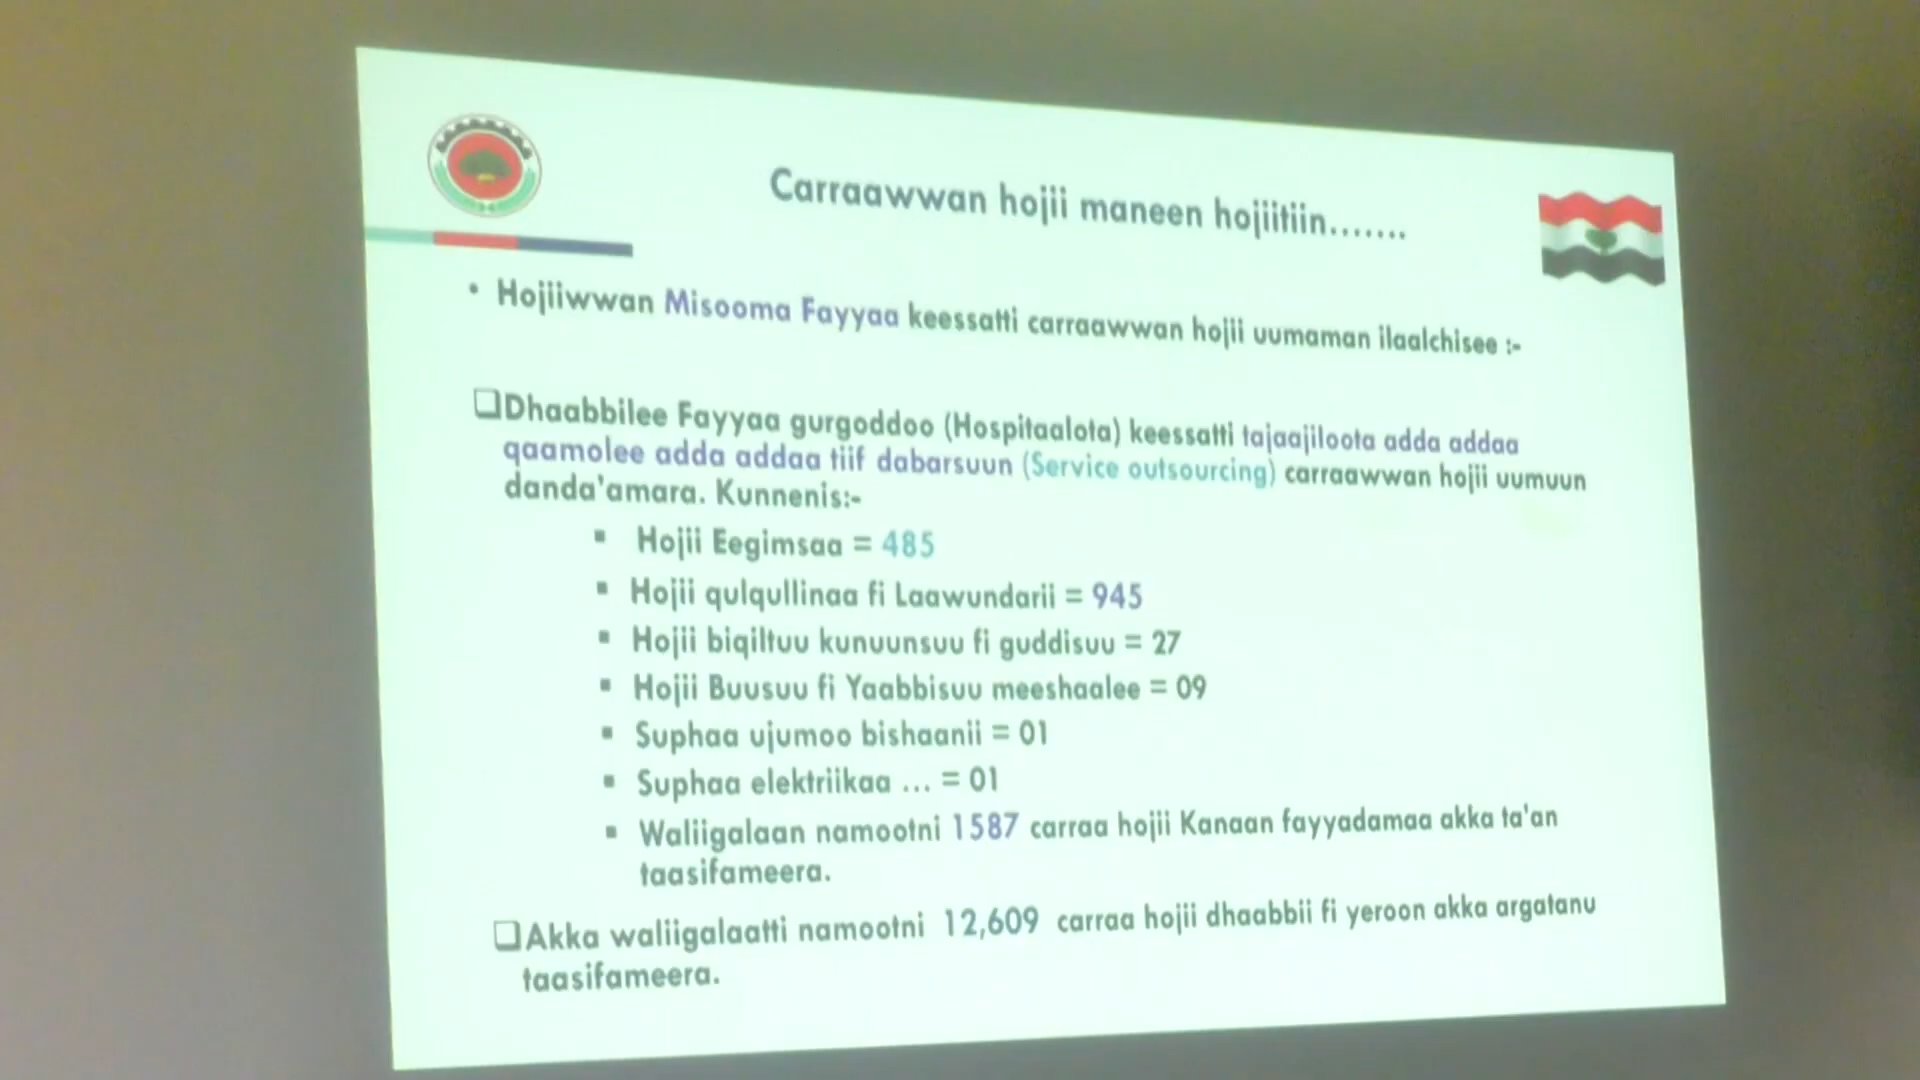 Carraawwan hojii maneen hojiitiin.......
• Hojiiwwan Misooma Fayyaa keessatti carraawwan hojii uumaman ilaalchisee :-
❑Dhaabbilee Fayyaa gurgoddoo (Hospitaalota) keessatti tajaajiloota adda addaa
qaamolee adda addaa tiif dabarsuun (Service outsourcing) carraawwan hojii uumuun
danda'amara. Kunnenis:-
▪ Hojii Eegimsaa = 485
▪ Hojii qulqullinaa fi Laawundarii = 945
▪ Hojii biqiltuu kunuunsuu fi guddisuu = 27
▪ Hojii Buusuu fi Yaabbisuu meeshaalee = 09
▪ Suphaa ujumoo bishaanii = 01
▪ Suphaa elektriikaa ... = 01
▪ Waliigalaan namootni 1587 carraa hojii Kanaan fayyadamaa akka ta'an
taasifameera.
❑Akka waliigalaatti namootni 12,609 carraa hojii dhaabbii fi yeroon akka argatanu
taasifameera.